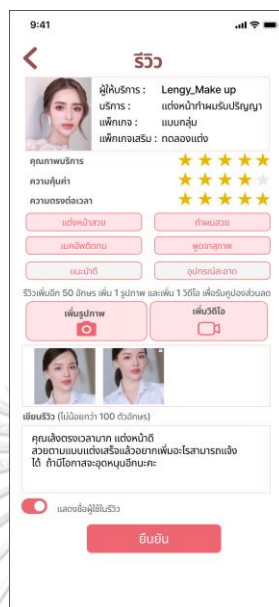 9:41
รีวิว
ผู้ให้บริการ : Lengy_Make up
บริการ : แต่งหน้าทำผมรับปริญญา
แพ็กเกจ : แบบกลุ่ม
แพ็กเกจเสริม : ทดลองแต่ง
คุณภาพบริการ
ความคุ้มค่า
ความตรงต่อเวลา
แต่งหน้าสวย ทำผมสวย
เมคอัพติดทน พูดจาสุภาพ
แนะนำดี อุปกรณ์สะอาด
รีวิวเพิ่มอีก 50 อักษร เพิ่ม 1 รูปภาพ และเพิ่ม 1 วิดีโอ เพื่อรับคูปองส่วนลด
เพิ่มรูปภาพ เพิ่มวิดีโอ
เขียนรีวิว (ไม่น้อยกว่า 100 ตัวอักษร)
คุณเล้งตรงเวลามาก แต่งหน้าดี
สวยตามแบบแต่งเสร็จแล้วอยากเพิ่มอะไรสามารถแจ้ง
ได้ ถ้ามีโอกาสจะอุดหนุนอีกนะคะ
แสดงชื่อผู้ใช้ในรีวิว
ยืนยัน